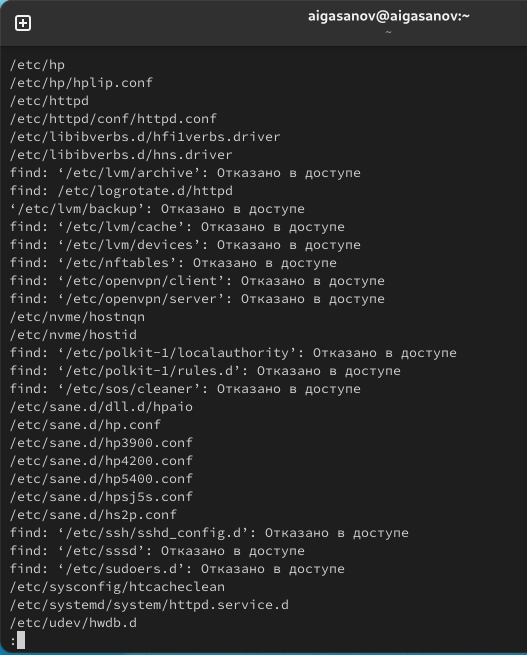 aigasanov@aigasanov:~
~
/etc/hp
/etc/hp/hplip.conf
/etc/httpd
/etc/httpd/conf/httpd.conf
/etc/libibverbs.d/hfi1verbs.driver
/etc/libibverbs.d/hns.driver
find: ‘/etc/lvm/archive’: Отказано в доступе
find: /etc/logrotate.d/httpd
‘/etc/lvm/backup’: Отказано в доступе
find: ‘/etc/lvm/cache’: Отказано в доступе
find: ‘/etc/lvm/devices’: Отказано в доступе
find: ‘/etc/nftables’: Отказано в доступе
find: ‘/etc/openvpn/client’: Отказано в доступе
find: ‘/etc/openvpn/server’: Отказано в доступе
/etc/nvme/hostnqn
/etc/nvme/hostid
find: ‘/etc/polkit-1/localauthority’: Отказано в доступе
find: ‘/etc/polkit-1/rules.d’: Отказано в доступе
find: ‘/etc/sos/cleaner’: Отказано в доступе
/etc/sane.d/dll.d/hpaio
/etc/sane.d/hp.conf
/etc/sane.d/hp3900.conf
/etc/sane.d/hp4200.conf
/etc/sane.d/hp5400.conf
/etc/sane.d/hpsj5s.conf
/etc/sane.d/hs2p.conf
find: ‘/etc/ssh/sshd_config.d’: Отказано в доступе
find: ‘/etc/sssd’: Отказано в доступе
find: ‘/etc/sudoers.d’: Отказано в доступе
/etc/sysconfig/htcacheclean
/etc/systemd/system/httpd.service.d
/etc/udev/hwdb.d
: